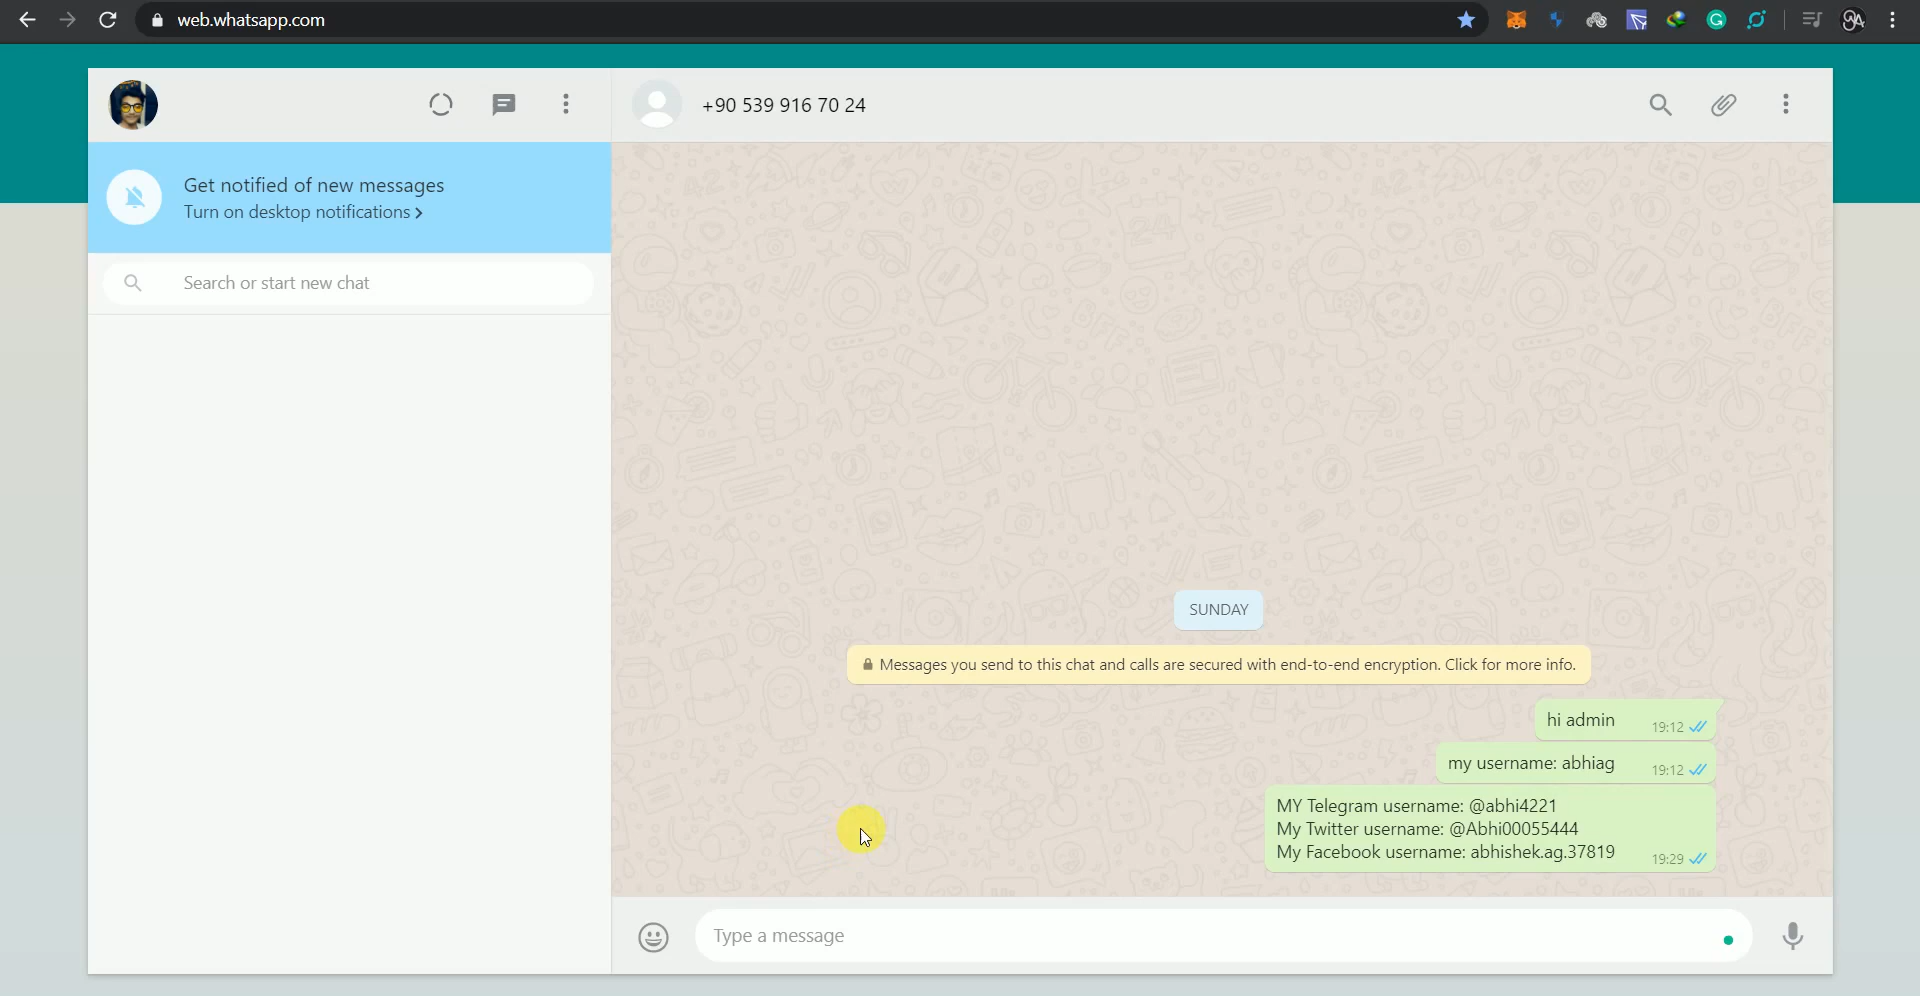 web.whatsapp.com
+90 539 916 70 24
Get notified of new messages
Turn on desktop notifications >
Search or start new chat
SUNDAY
Messages you send to this chat and calls are secured with end-to-end encryption. Click for more info.
hi admin 19:12
my username: abhiag 19:12
MY Telegram username: @abhi4221
My Twitter username: @Abhi00055444
My Facebook username: abhishek.ag.37819 19:29
Type a message